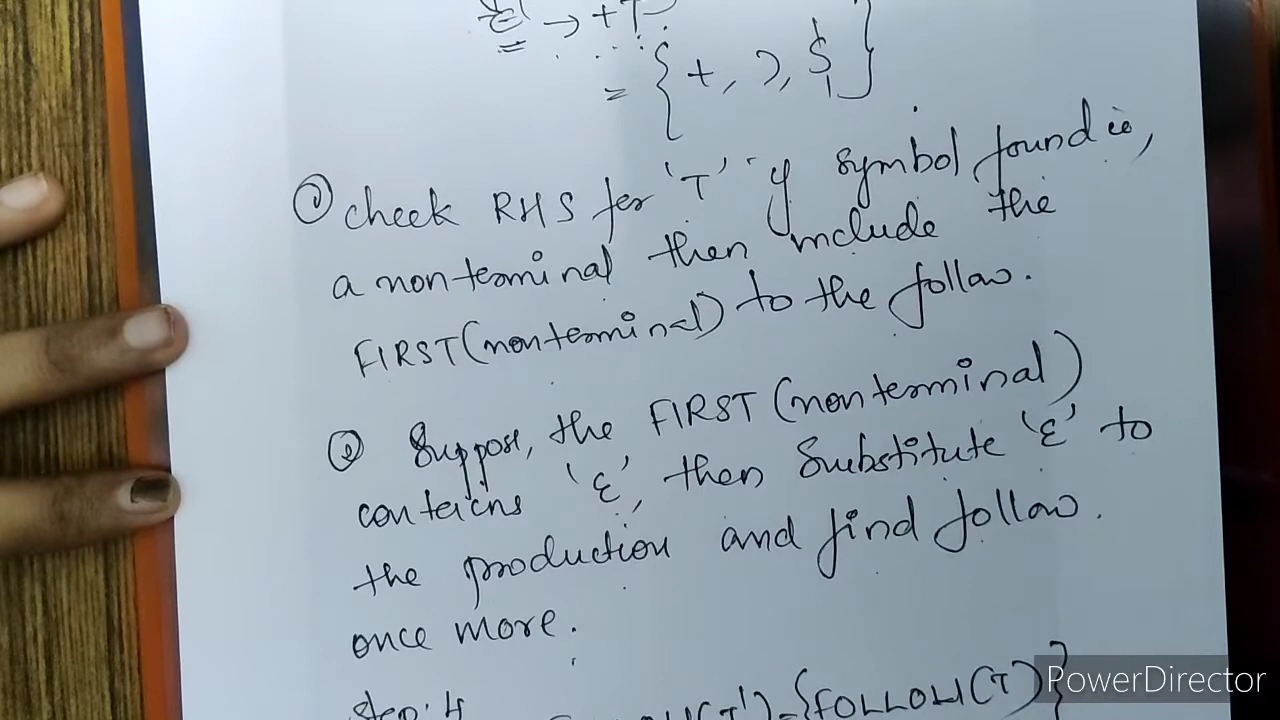 E' → +T
= { +, ), $ }
① check RHS for 'T' if symbol found is,
a nonterminal then include the
FIRST(nonterminal) to the follow.
② Suppose, the FIRST (nonterminal)
contains 'ε', then Substitute 'ε' to
the production and find follow
once more.
Step: 4
(T') = {FOLLOW(T)}
PowerDirector